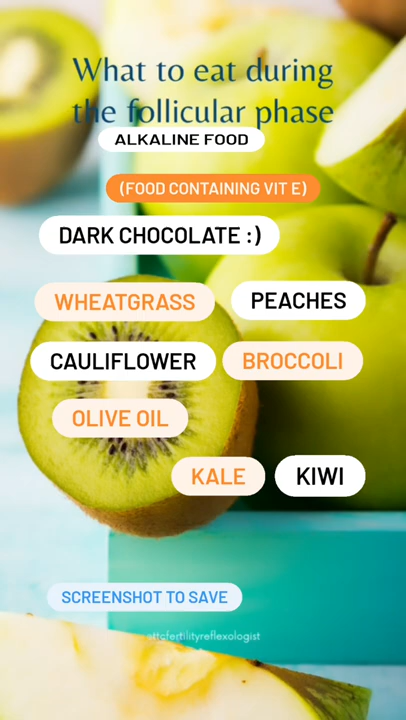 What to eat during
the follicular phase
ALKALINE FOOD
(FOOD CONTAINING VIT E)
DARK CHOCOLATE :)
WHEATGRASS PEACHES
CAULIFLOWER BROCCOLI
OLIVE OIL
KALE KIWI
SCREENSHOT TO SAVE
attcfertilityreflexologist